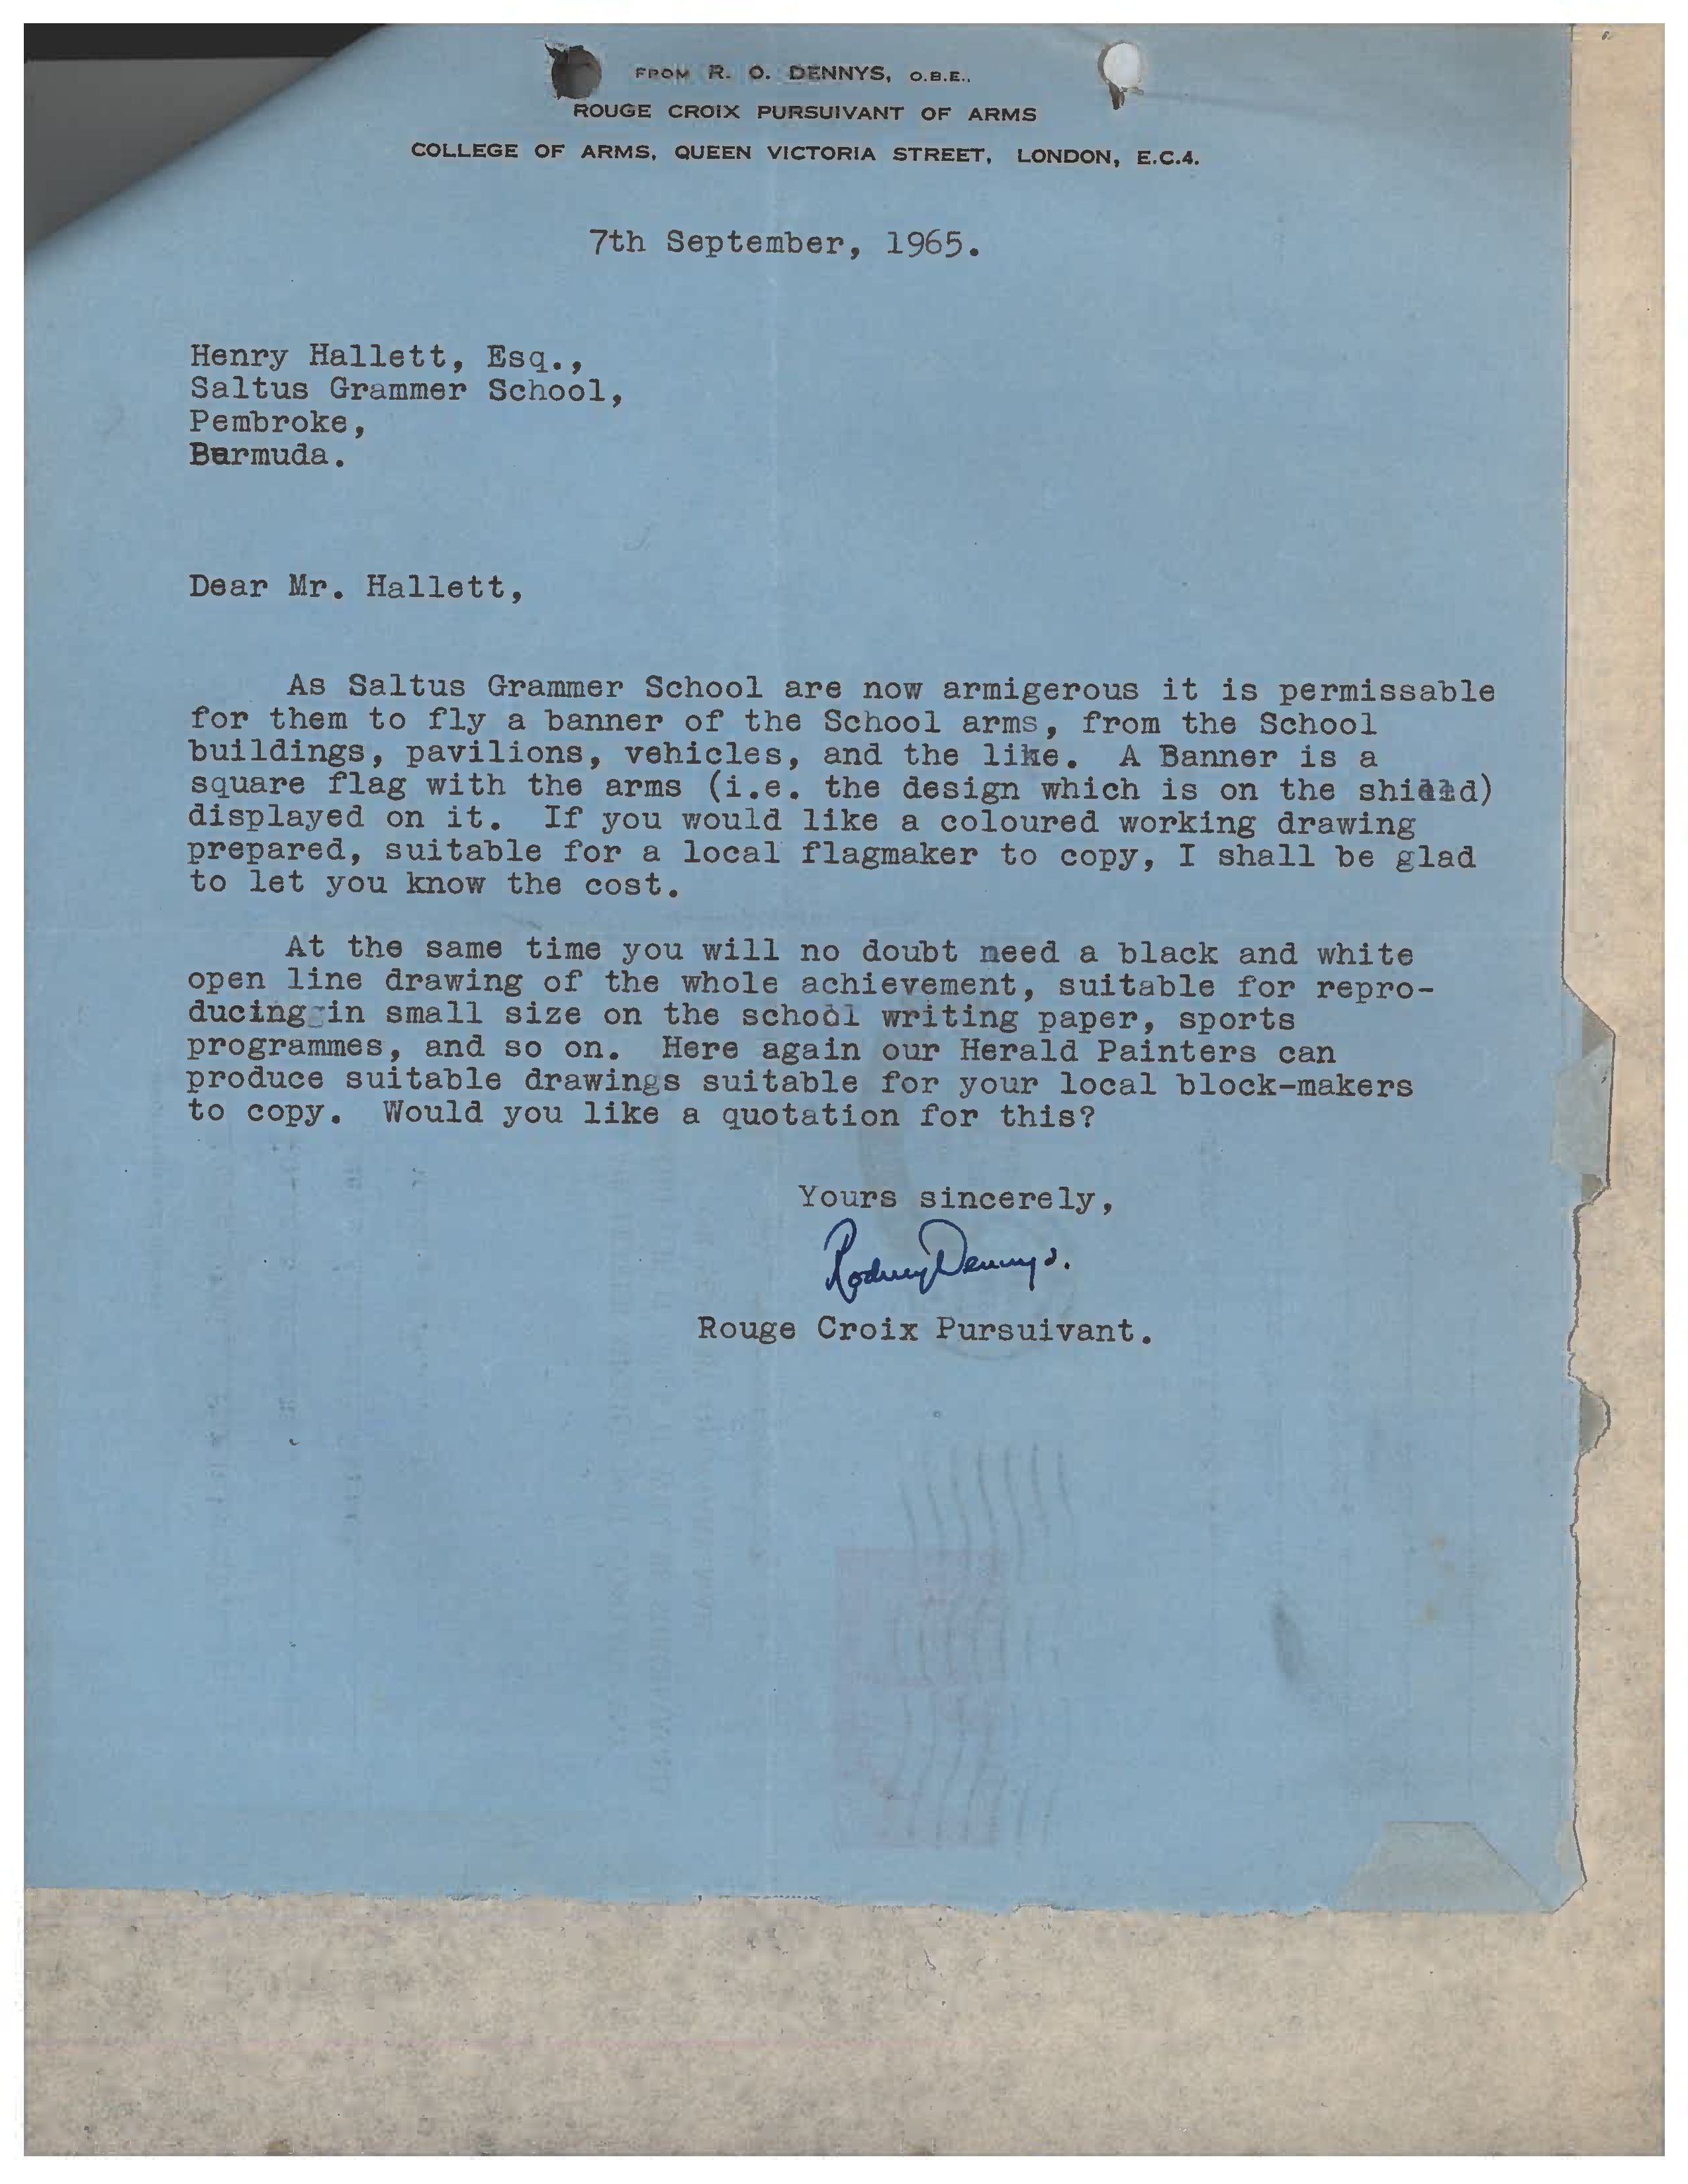 FROM R. O. DENNYS, O.B.E.,
ROUGE CROIX PURSUIVANT OF ARMS
COLLEGE OF ARMS, QUEEN VICTORIA STREET, LONDON, E.C.4.
7th September, 1965.
Henry Hallett, Esq.,
Saltus Grammer School,
Pembroke,
Bermuda.
Dear Mr. Hallett,
As Saltus Grammer School are now armigerous it is permissable
for them to fly a banner of the School arms, from the School
buildings, pavilions, vehicles, and the like. A Banner is a
square flag with the arms (i.e. the design which is on the shield)
displayed on it. If you would like a coloured working drawing
prepared, suitable for a local flagmaker to copy, I shall be glad
to let you know the cost.
At the same time you will no doubt need a black and white
open line drawing of the whole achievement, suitable for repro-
ducing in small size on the school writing paper, sports
programmes, and so on. Here again our Herald Painters can
produce suitable drawings suitable for your local block-makers
to copy. Would you like a quotation for this?
Yours sincerely,
Rodney Dennys.
Rouge Croix Pursuivant.